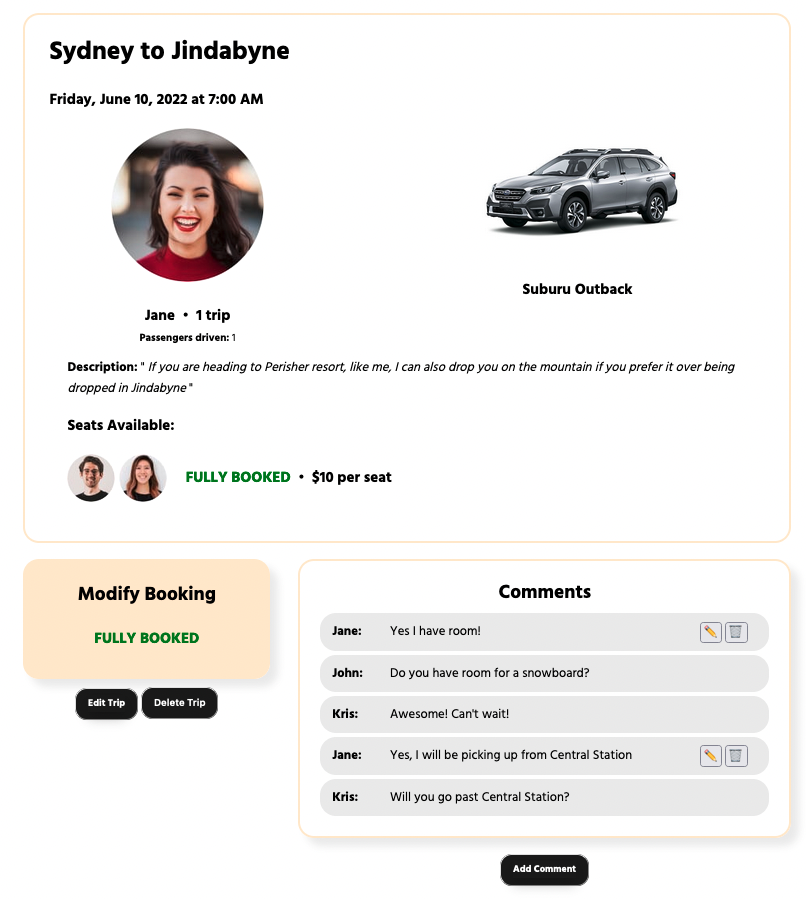 Sydney to Jindabyne
Friday, June 10, 2022 at 7:00 AM
Jane • 1 trip
Passengers driven: 1
Suburu Outback
Description: " If you are heading to Perisher resort, like me, I can also drop you on the mountain if you prefer it over being
dropped in Jindabyne "
Seats Available:
FULLY BOOKED • $10 per seat
Modify Booking
FULLY BOOKED
Edit Trip Delete Trip
Comments
Jane: Yes I have room!
John: Do you have room for a snowboard?
Kris: Awesome! Can't wait!
Jane: Yes, I will be picking up from Central Station
Kris: Will you go past Central Station?
Add Comment